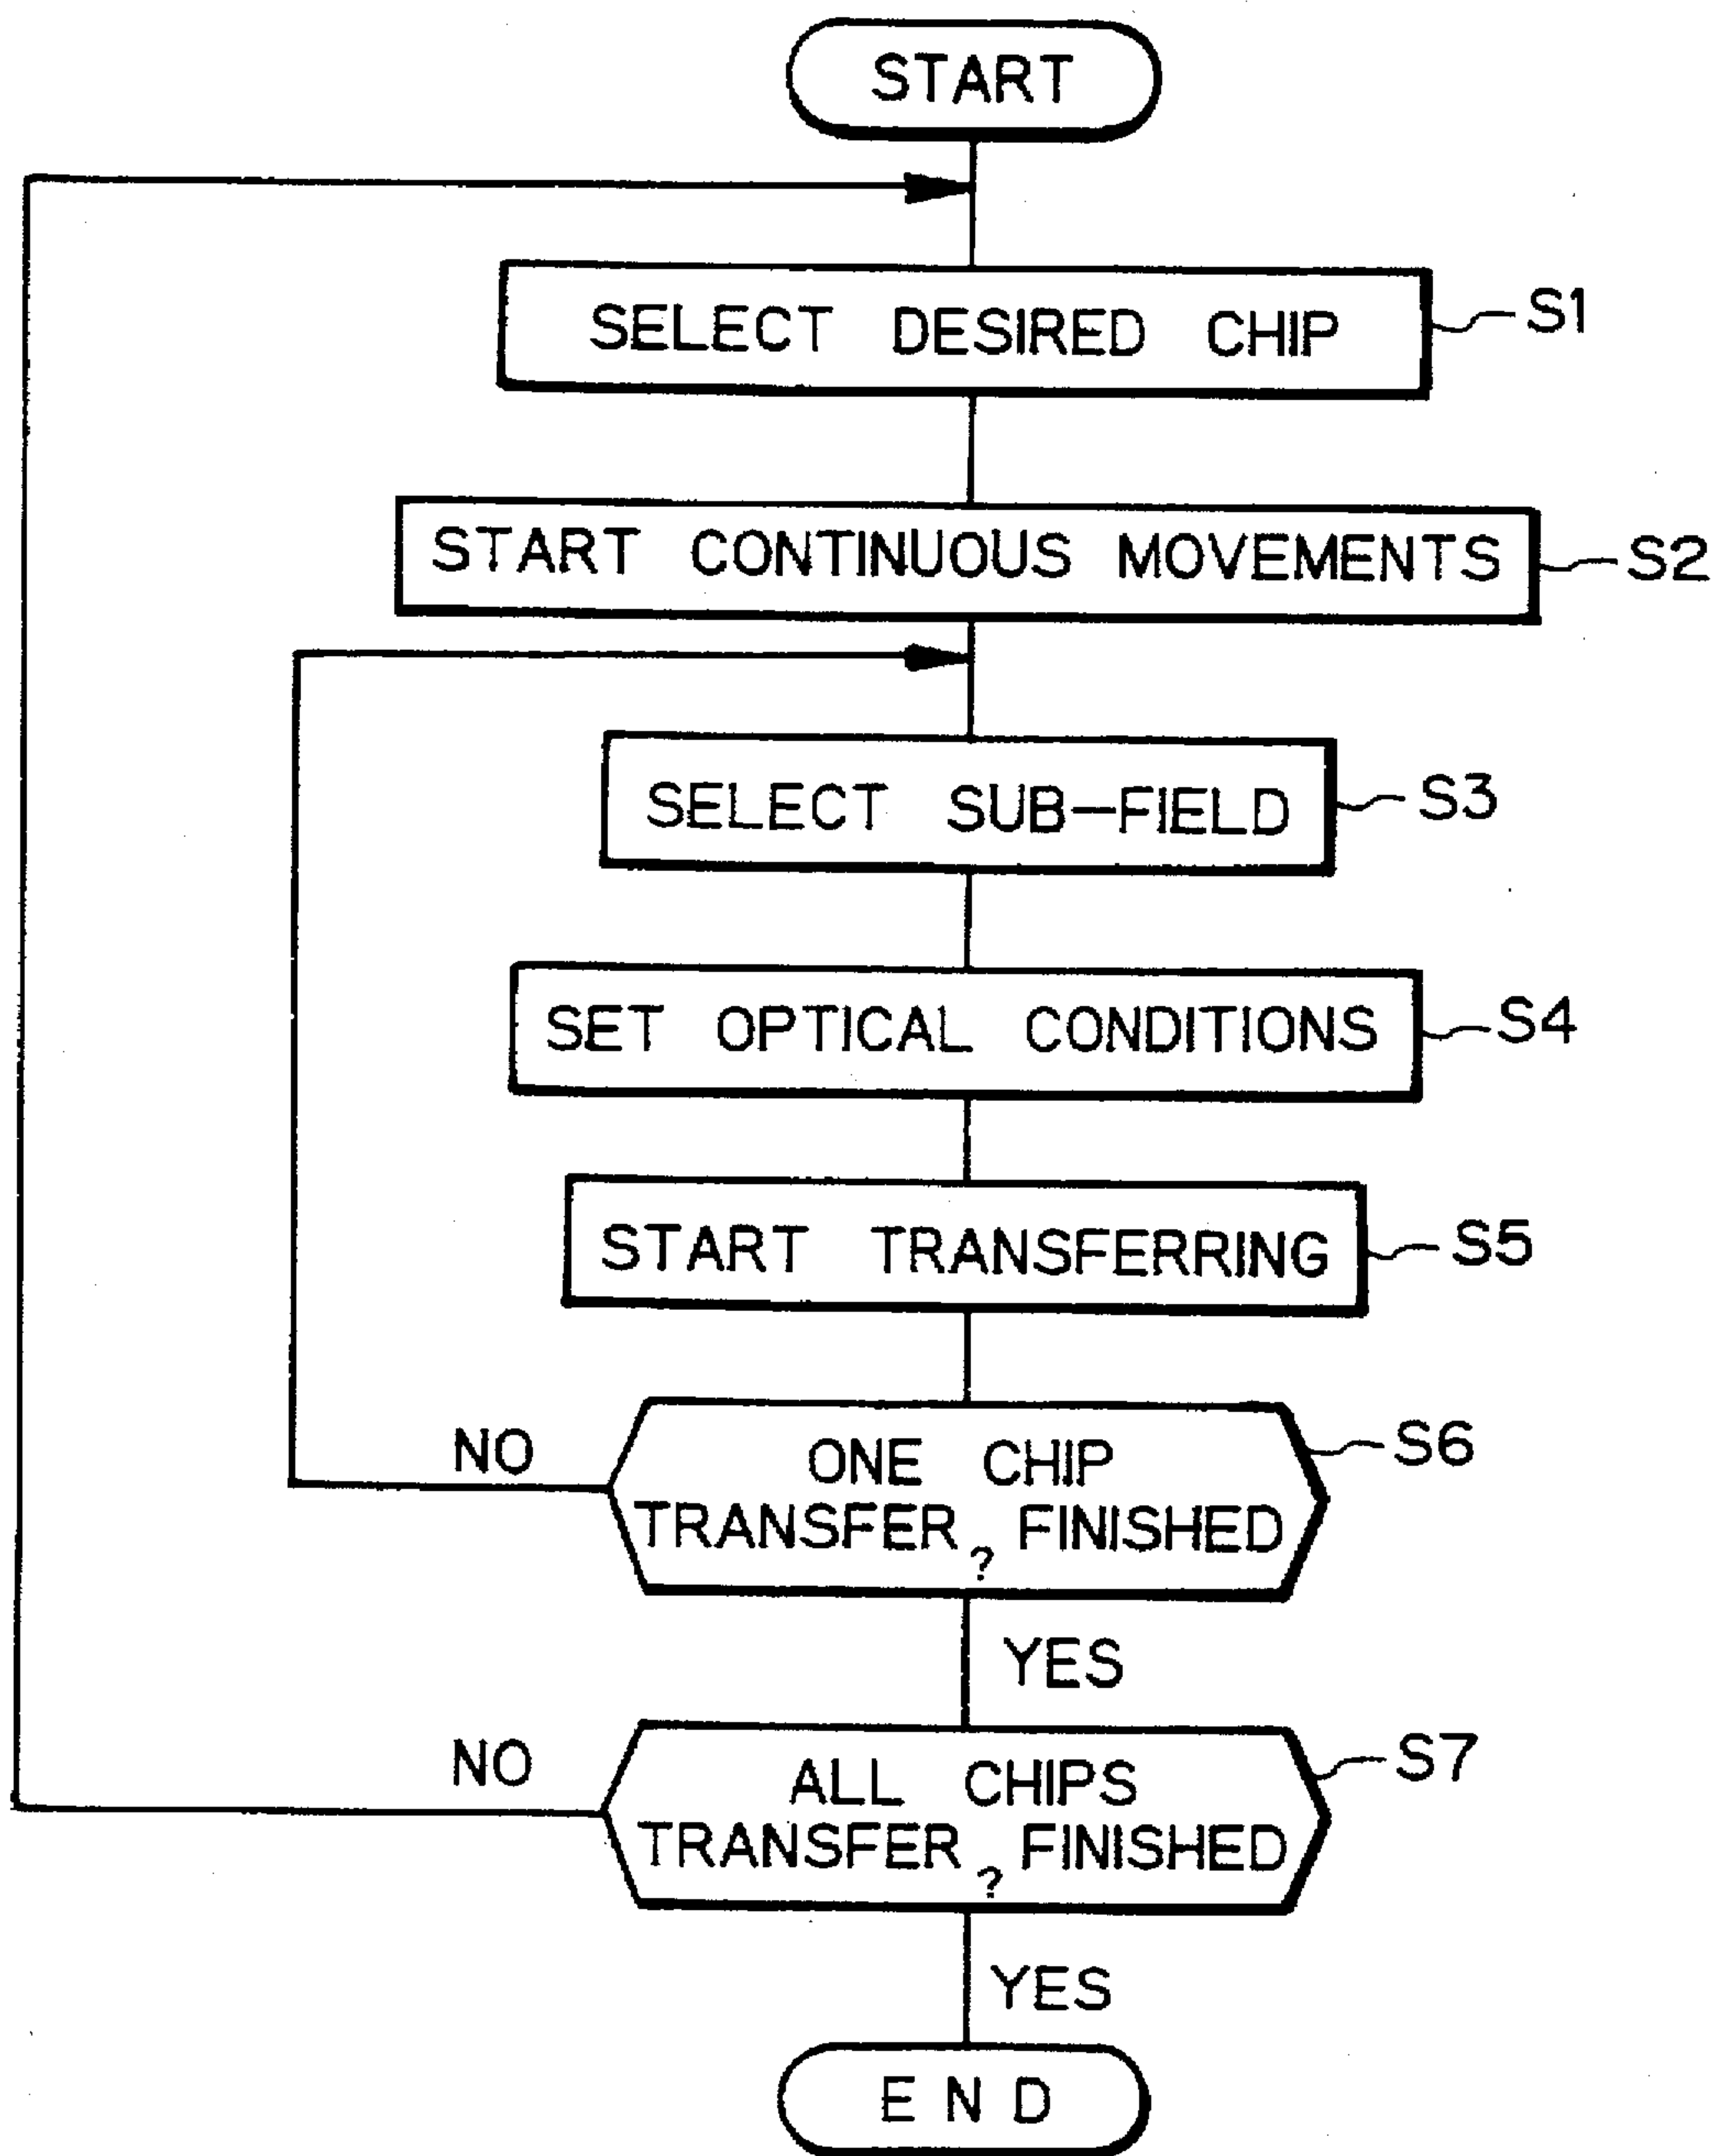 START
SELECT DESIRED CHIP
S1
START CONTINUOUS MOVEMENTS
S2
SELECT SUB-FIELD
S3
SET OPTICAL CONDITIONS
S4
START TRANSFERRING
S5
NO
ONE CHIP
TRANSFER FINISHED
?
S6
YES
NO
ALL CHIPS
TRANSFER FINISHED
?
S7
YES
END